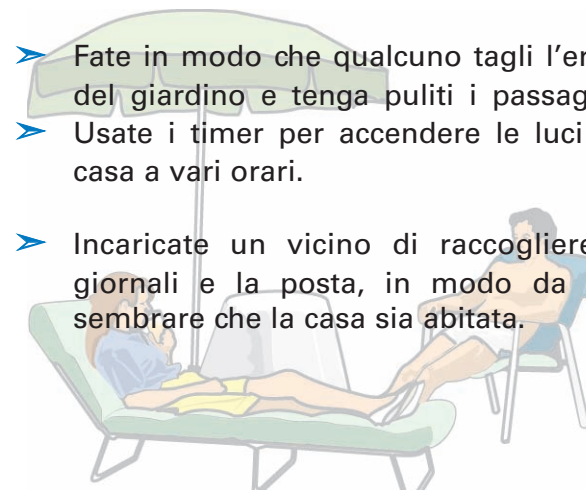 ➢ Fate in modo che qualcuno tagli l'er
del giardino e tenga puliti i passag
➢ Usate i timer per accendere le luci
casa a vari orari.
➢ Incaricate un vicino di raccogliere
giornali e la posta, in modo da
sembrare che la casa sia abitata.